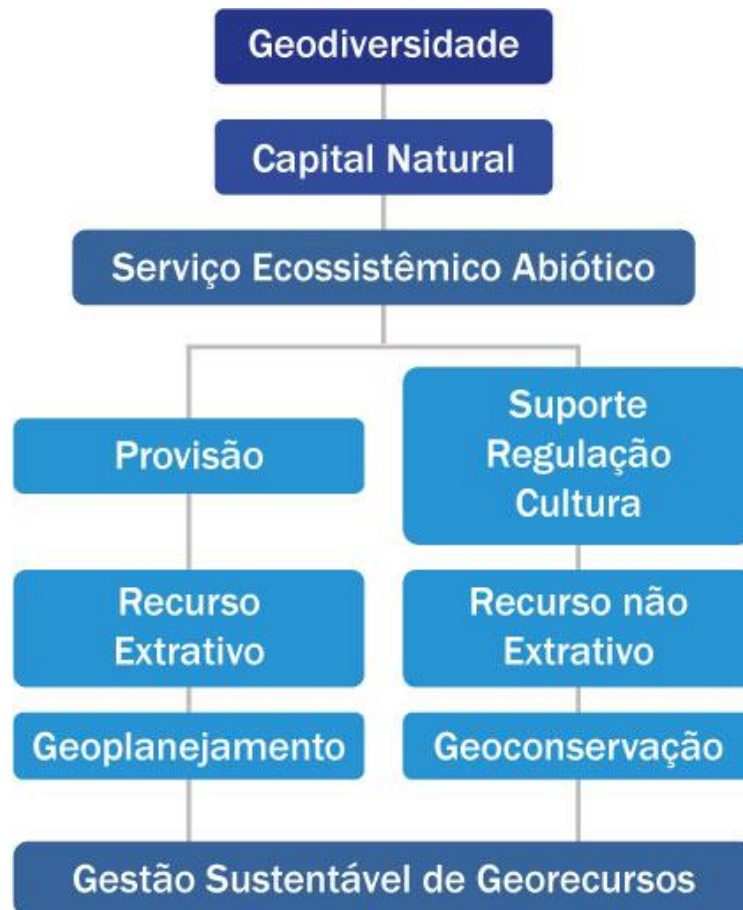 Geodiversidade
Capital Natural
Serviço Ecossistêmico Abiótico
Provisão
Suporte
Regulação
Cultura
Recurso
Extrativo
Recurso não
Extrativo
Geoplanejamento
Geoconservação
Gestão Sustentável de Georecursos